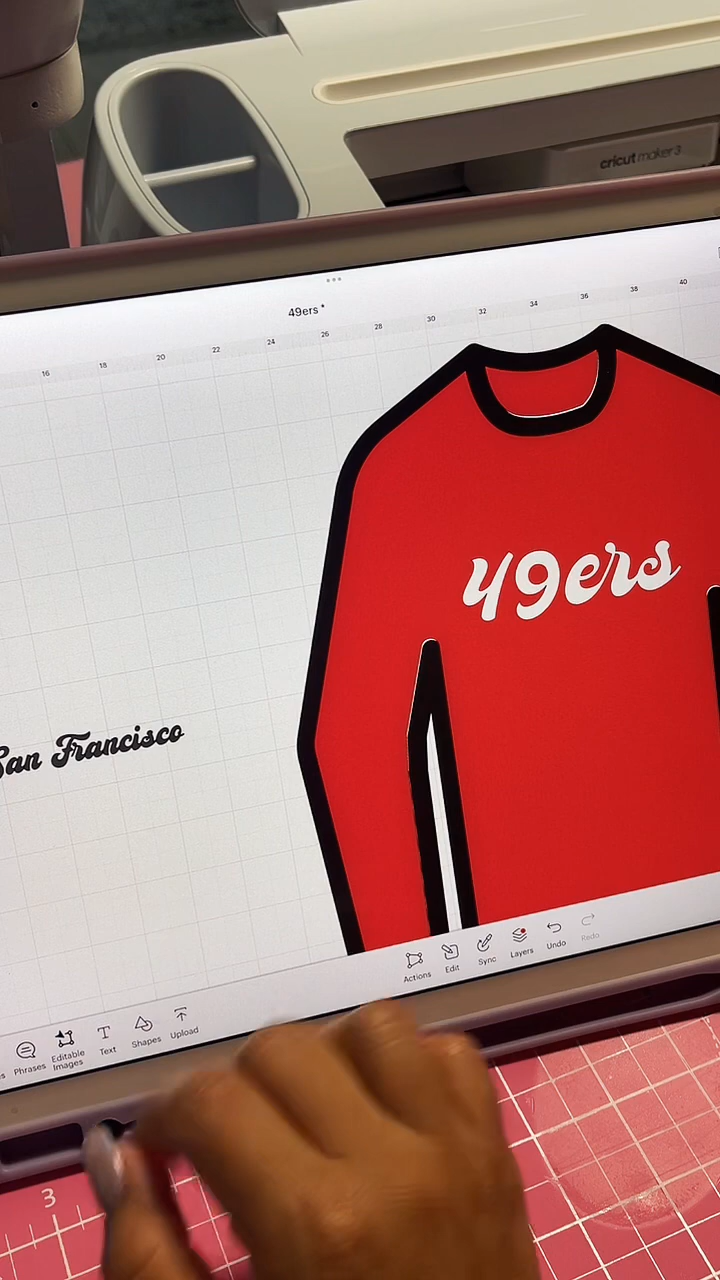 cricut maker 3
49ers *
16 18 20 22 24 26 28 30 32 34 36 38 40
49ers
San Francisco
Actions Edit Sync Layers Undo Redo
Phrases Editable Images Text Shapes Upload
3